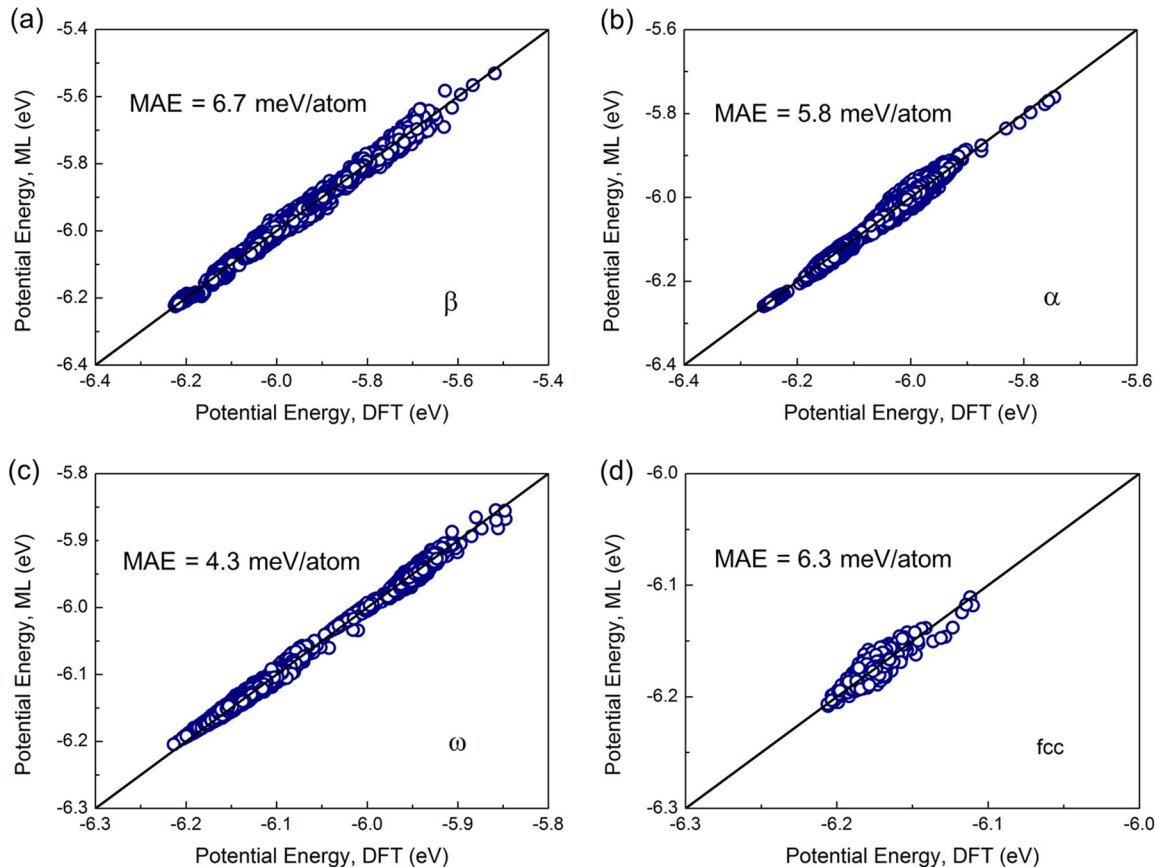 (a)
-5.4
-5.6
-5.8
-6.0
-6.2
-6.4
Potential Energy, ML (eV)
MAE = 6.7 meV/atom
β
-6.4 -6.2 -6.0 -5.8 -5.6 -5.4
Potential Energy, DFT (eV)
(b)
-5.6
-5.8
-6.0
-6.2
-6.4
Potential Energy, ML (eV)
MAE = 5.8 meV/atom
α
-6.4 -6.2 -6.0 -5.8 -5.6
Potential Energy, DFT (eV)
(c)
-5.8
-5.9
-6.0
-6.1
-6.2
-6.3
Potential Energy, ML (eV)
MAE = 4.3 meV/atom
ω
-6.3 -6.2 -6.1 -6.0 -5.9 -5.8
Potential Energy, DFT (eV)
(d)
-6.0
-6.1
-6.2
-6.3
Potential Energy, ML (eV)
MAE = 6.3 meV/atom
fcc
-6.3 -6.2 -6.1 -6.0
Potential Energy, DFT (eV)